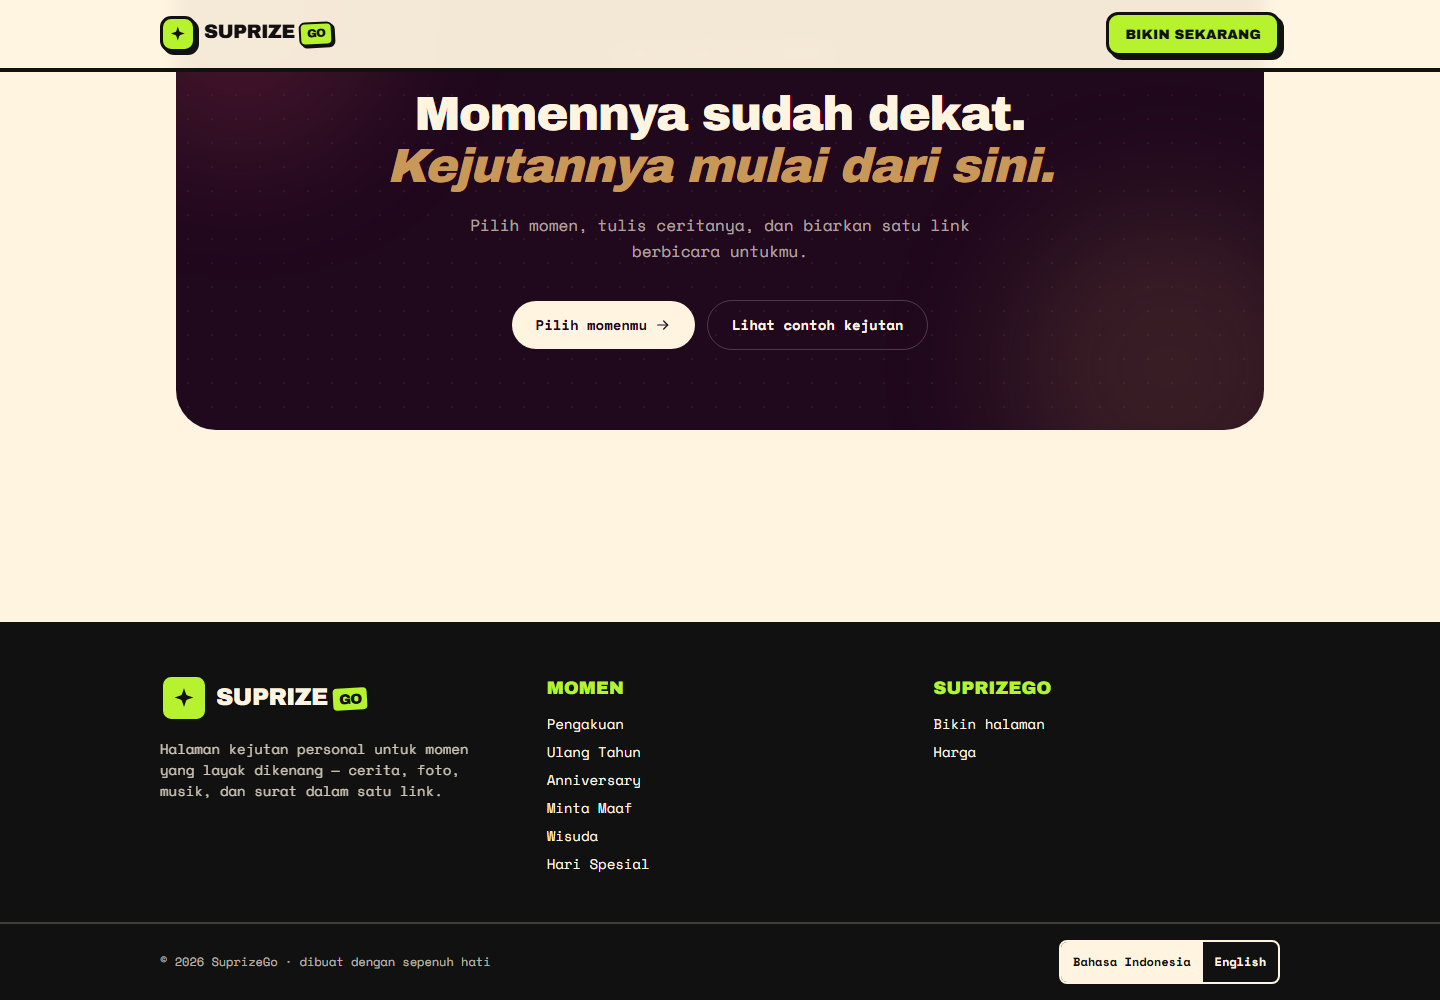 SUPRIZE GO
BIKIN SEKARANG
Momennya sudah dekat.
Kejutannya mulai dari sini.
Pilih momen, tulis ceritanya, dan biarkan satu link
berbicara untukmu.
Pilih momenmu →
Lihat contoh kejutan
SUPRIZE GO
Halaman kejutan personal untuk momen
yang layak dikenang — cerita, foto,
musik, dan surat dalam satu link.
MOMEN
Pengakuan
Ulang Tahun
Anniversary
Minta Maaf
Wisuda
Hari Spesial
SUPRIZEGO
Bikin halaman
Harga
© 2026 SuprizeGo · dibuat dengan sepenuh hati
Bahasa Indonesia
English